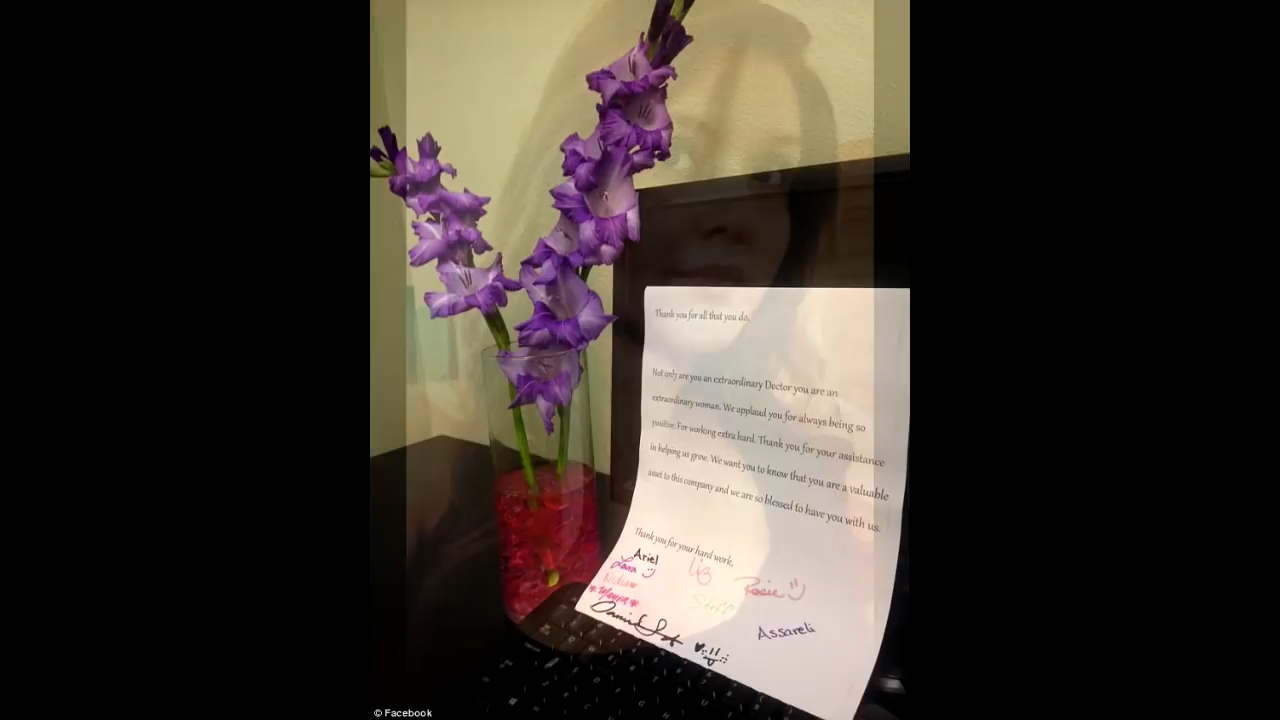 Thank you for all that you do,
Not only are you an extraordinary Doctor you are an
extraordinary woman. We applaud you for always being so
positive. For working extra hard. Thank you for your assistance
in helping us grow. We want you to know that you are a valuable
asset to this company and we are so blessed to have you with us.
Thank you for your hard work,
Ariel
Liz
Rosie
Assareli
© Facebook